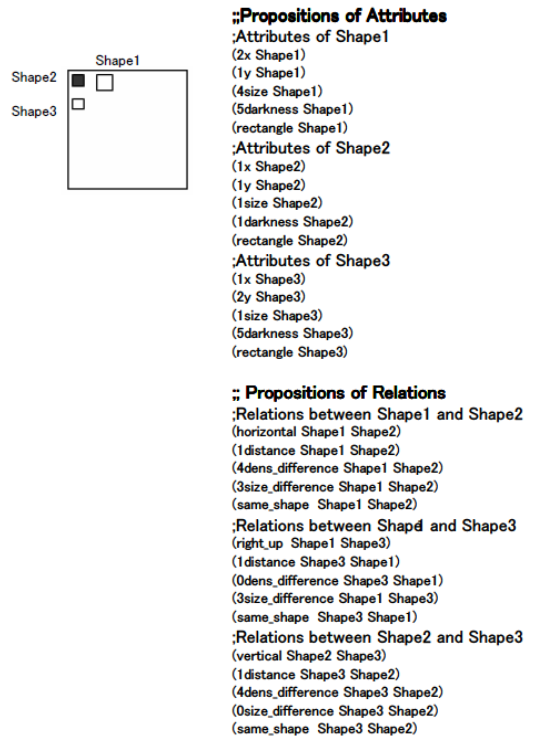 Shape1
Shape2
Shape3
;;Propositions of Attributes
;Attributes of Shape1
(2x Shape1)
(1y Shape1)
(4size Shape1)
(5darkness Shape1)
(rectangle Shape1)
;Attributes of Shape2
(1x Shape2)
(1y Shape2)
(1size Shape2)
(1darkness Shape2)
(rectangle Shape2)
;Attributes of Shape3
(1x Shape3)
(2y Shape3)
(1size Shape3)
(5darkness Shape3)
(rectangle Shape3)
;; Propositions of Relations
;Relations between Shape1 and Shape2
(horizontal Shape1 Shape2)
(1distance Shape1 Shape2)
(4dens_difference Shape1 Shape2)
(3size_difference Shape1 Shape2)
(same_shape Shape1 Shape2)
;Relations between Shape1 and Shape3
(right_up Shape1 Shape3)
(1distance Shape3 Shape1)
(0dens_difference Shape3 Shape1)
(3size_difference Shape1 Shape3)
(same_shape Shape3 Shape1)
;Relations between Shape2 and Shape3
(vertical Shape2 Shape3)
(1distance Shape3 Shape2)
(4dens_difference Shape3 Shape2)
(0size_difference Shape3 Shape2)
(same_shape Shape3 Shape2)